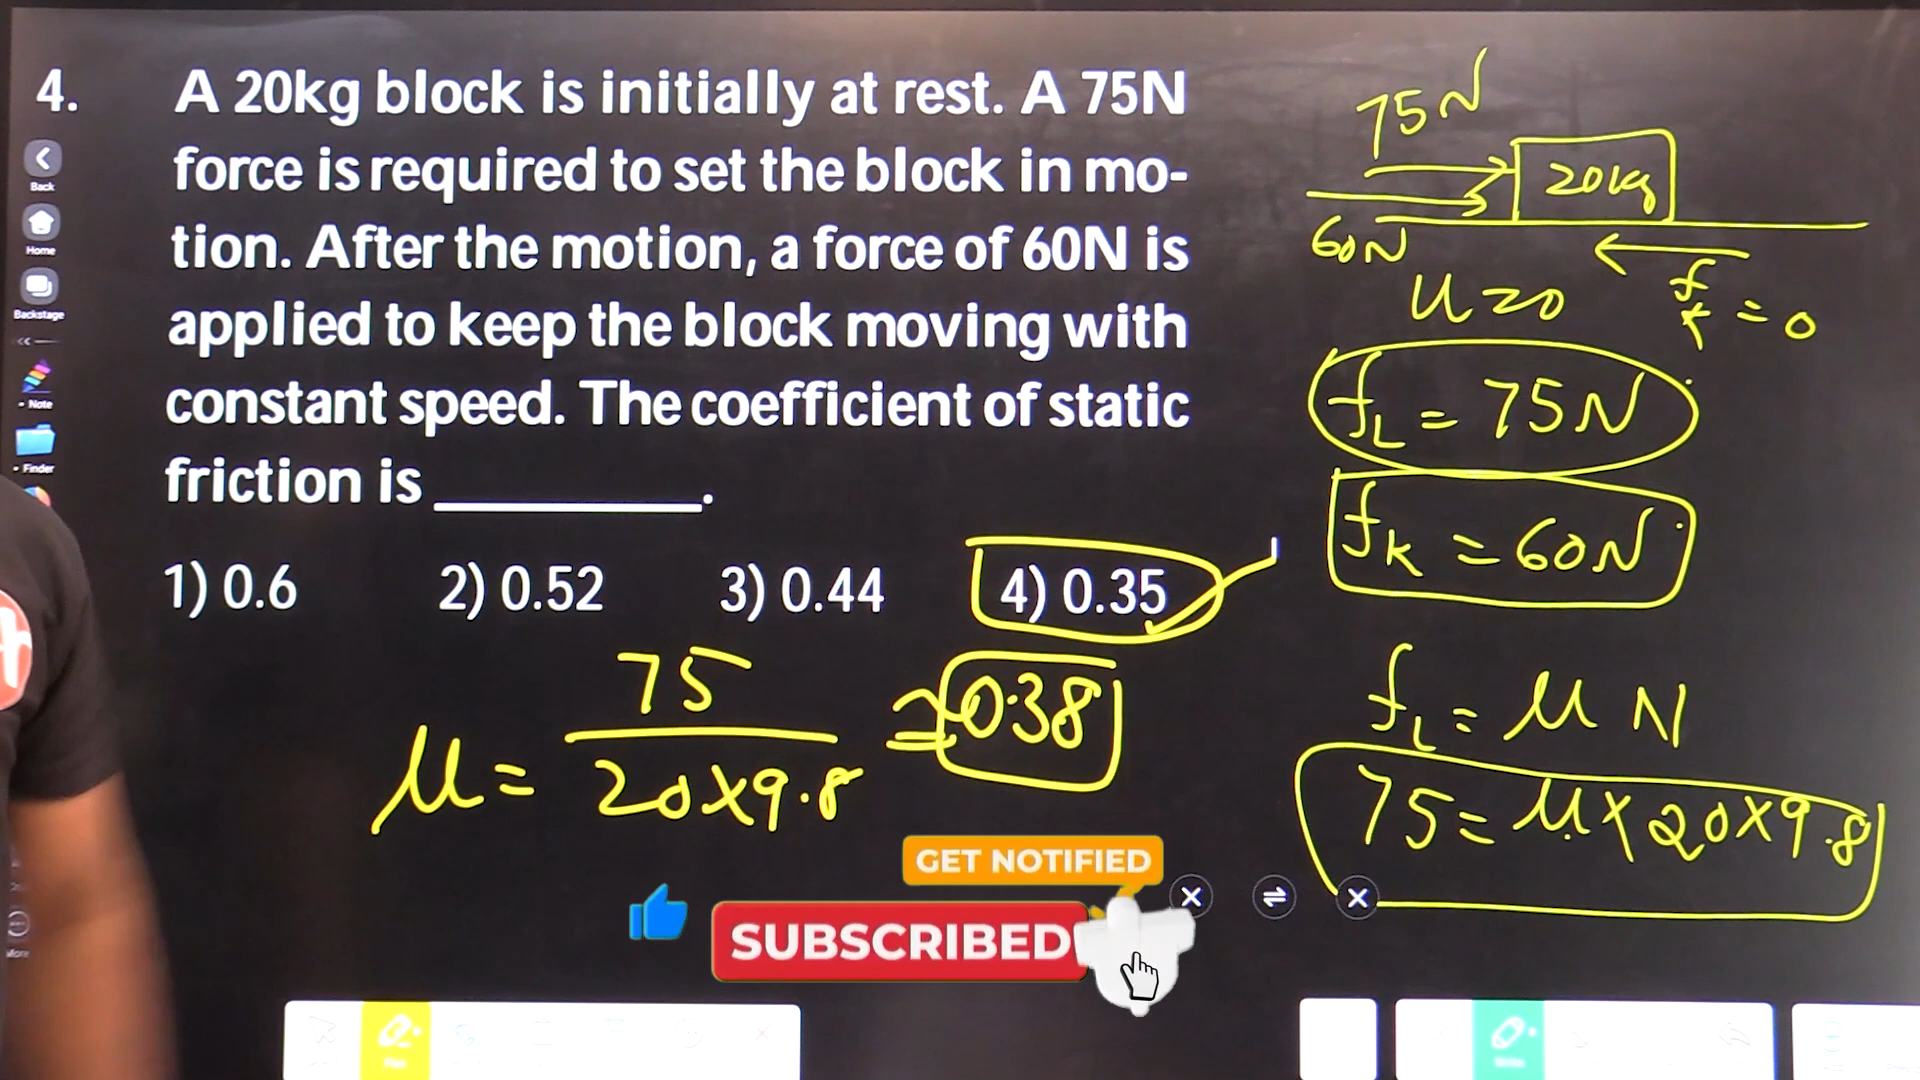 4. A 20kg block is initially at rest. A 75N
force is required to set the block in mo-
tion. After the motion, a force of 60N is
applied to keep the block moving with
constant speed. The coefficient of static
friction is __________.
1) 0.6 2) 0.52 3) 0.44 4) 0.35
μ = 75 / 20×9.8 ≃ 0.38
75N
20kg
60N
u=0
f_K = 0
f_L = 75N
f_K = 60N
f_L = μ N
75 = μ × 20 × 9.8
Back
Home
Backstage
Note
Finder
More
GET NOTIFIED
SUBSCRIBED